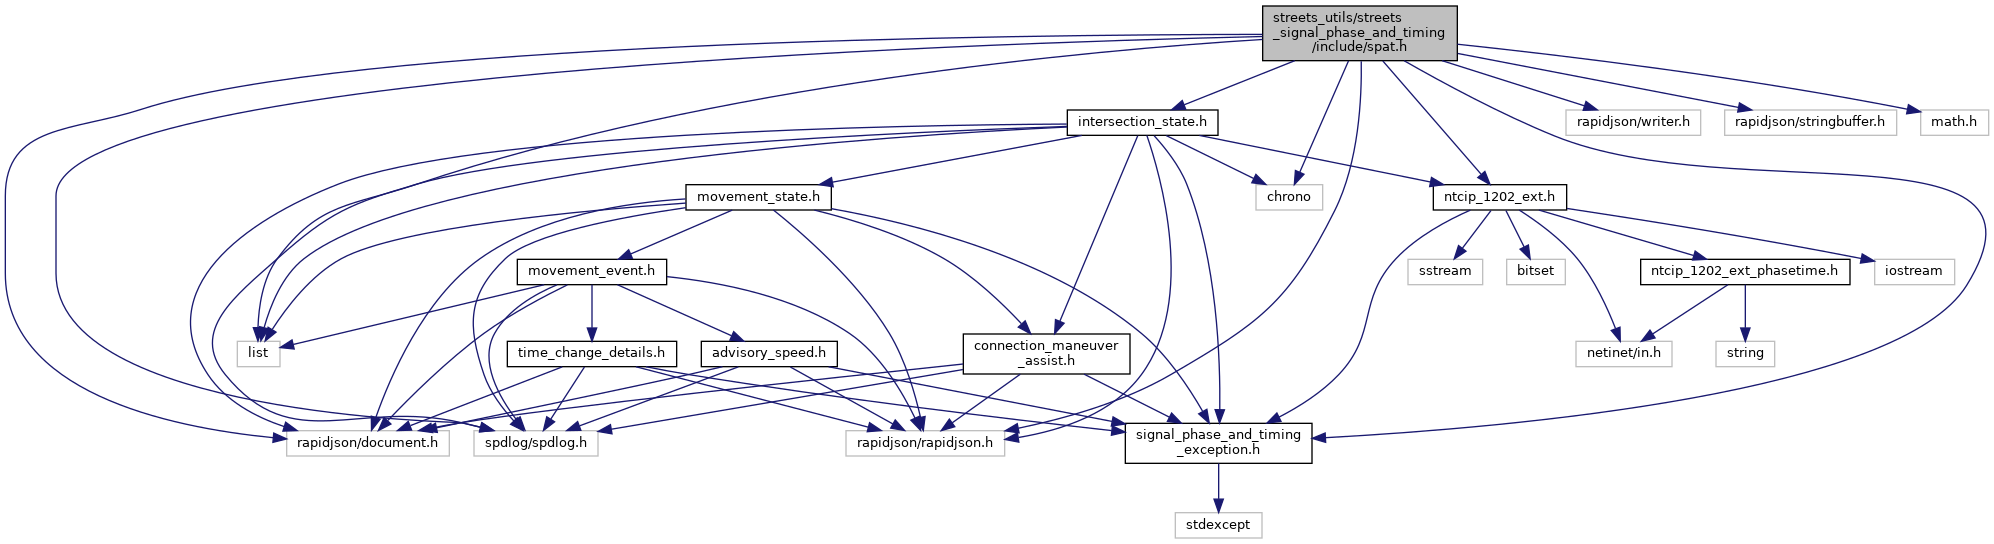 streets_utils/streets
_signal_phase_and_timing
/include/spat.h
intersection_state.h
rapidjson/writer.h
rapidjson/stringbuffer.h
math.h
movement_state.h
chrono
ntcip_1202_ext.h
movement_event.h
sstream
bitset
ntcip_1202_ext_phasetime.h
iostream
list
time_change_details.h
advisory_speed.h
connection_maneuver
_assist.h
netinet/in.h
string
rapidjson/document.h
spdlog/spdlog.h
rapidjson/rapidjson.h
signal_phase_and_timing
_exception.h
stdexcept